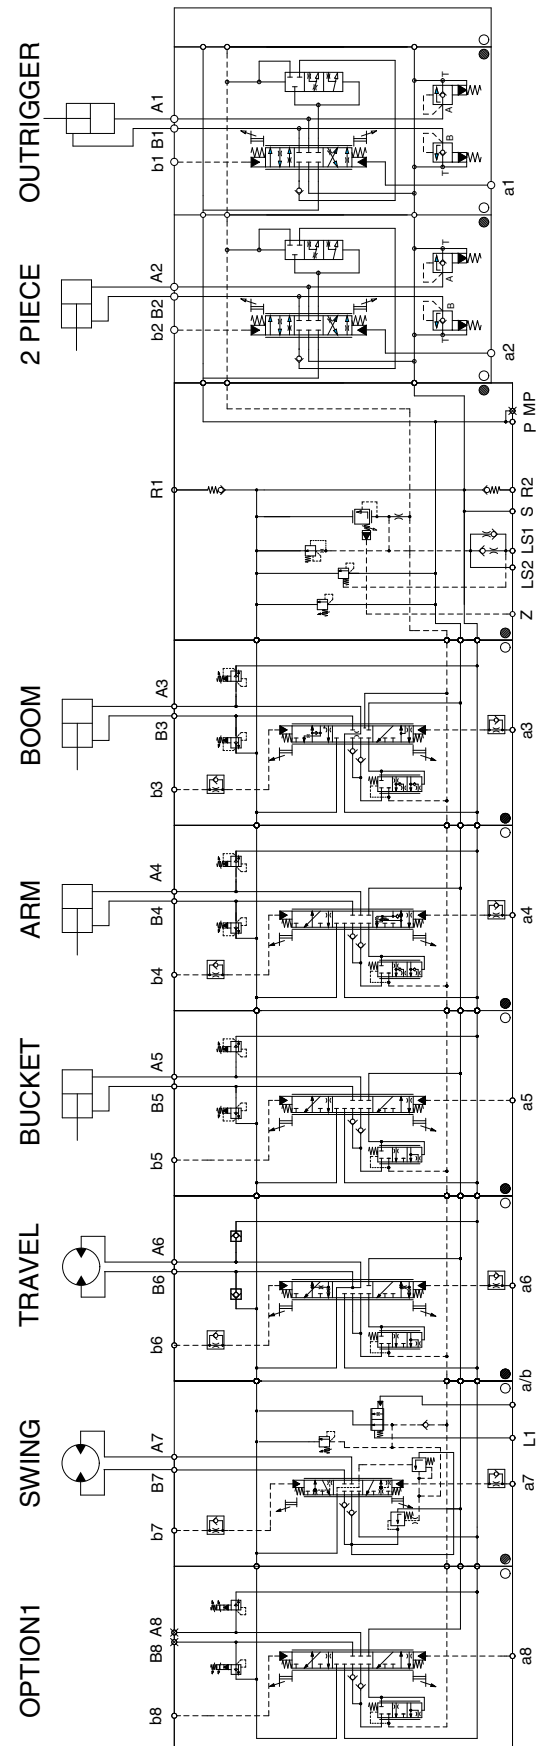 OUTRIGGER
A1
B1
b1
a1
T
A
B
T
2 PIECE
A2
B2
b2
a2
T
A
B
T
P MP
R1
R2
S
LS1
LS2
Z
BOOM
A3
B3
b3
a3
ARM
A4
B4
b4
a4
BUCKET
A5
B5
b5
a5
TRAVEL
A6
B6
b6
a6
a/b
SWING
A7
B7
b7
L1
a7
OPTION1
A8
B8
b8
a8